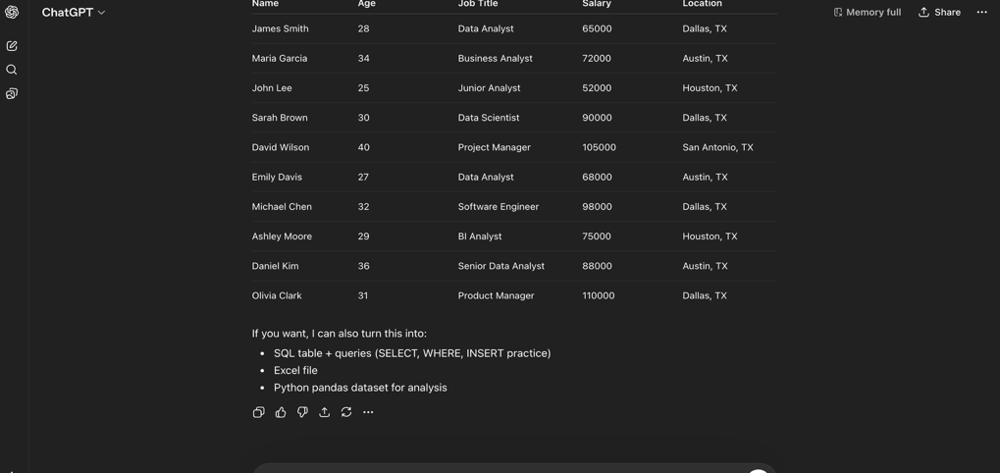 ChatGPT
Memory full
Share
Name Age Job Title Salary Location
James Smith 28 Data Analyst 65000 Dallas, TX
Maria Garcia 34 Business Analyst 72000 Austin, TX
John Lee 25 Junior Analyst 52000 Houston, TX
Sarah Brown 30 Data Scientist 90000 Dallas, TX
David Wilson 40 Project Manager 105000 San Antonio, TX
Emily Davis 27 Data Analyst 68000 Austin, TX
Michael Chen 32 Software Engineer 98000 Dallas, TX
Ashley Moore 29 BI Analyst 75000 Houston, TX
Daniel Kim 36 Senior Data Analyst 88000 Austin, TX
Olivia Clark 31 Product Manager 110000 Dallas, TX
If you want, I can also turn this into:
• SQL table + queries (SELECT, WHERE, INSERT practice)
• Excel file
• Python pandas dataset for analysis